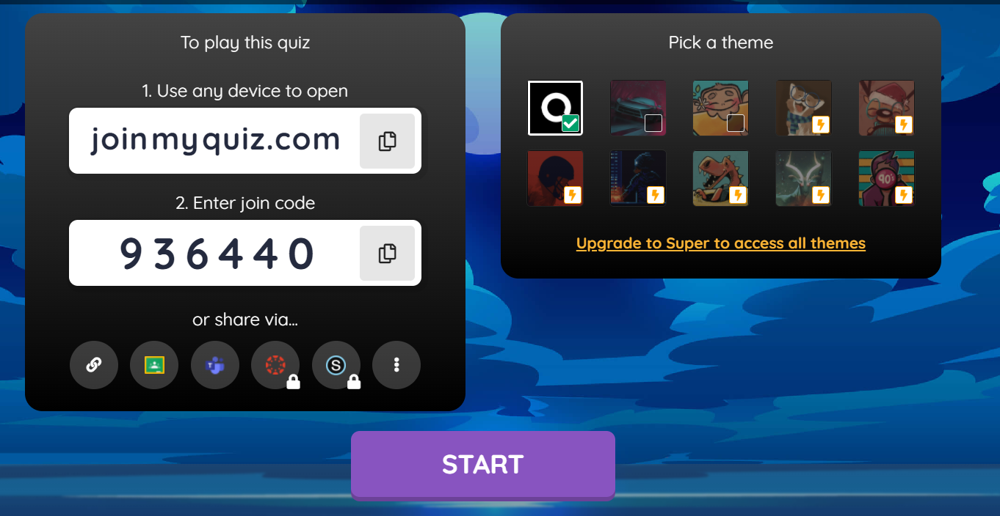 To play this quiz
1. Use any device to open
joinmyquiz.com
2. Enter join code
936440
or share via...
Pick a theme
90's
Upgrade to Super to access all themes
START